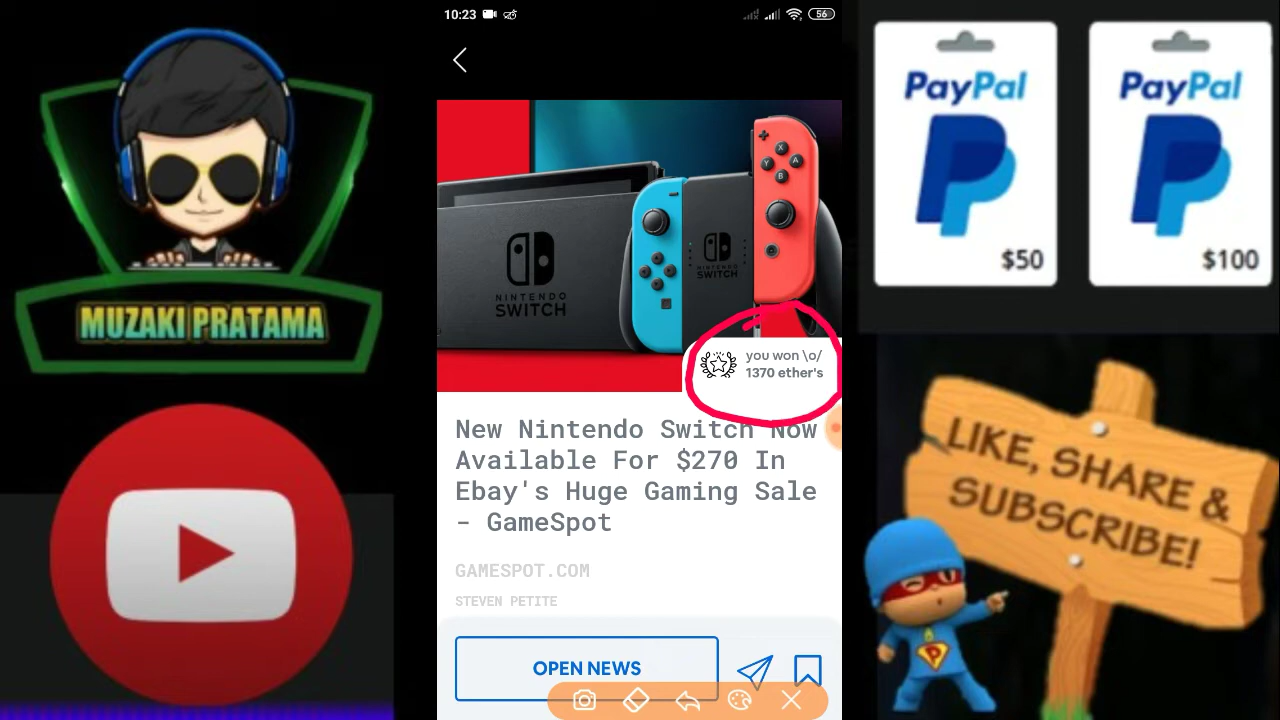 MUZAKI PRATAMA
10:23
56
X
Y
A
B
NINTENDO
SWITCH
NINTENDO
SWITCH
you won \o/
1370 ether's
New Nintendo Switch Now
Available For $270 In
Ebay's Huge Gaming Sale
- GameSpot
GAMESPOT.COM
STEVEN PETITE
OPEN NEWS
PayPal
$50
PayPal
$100
LIKE, SHARE &
SUBSCRIBE!
P